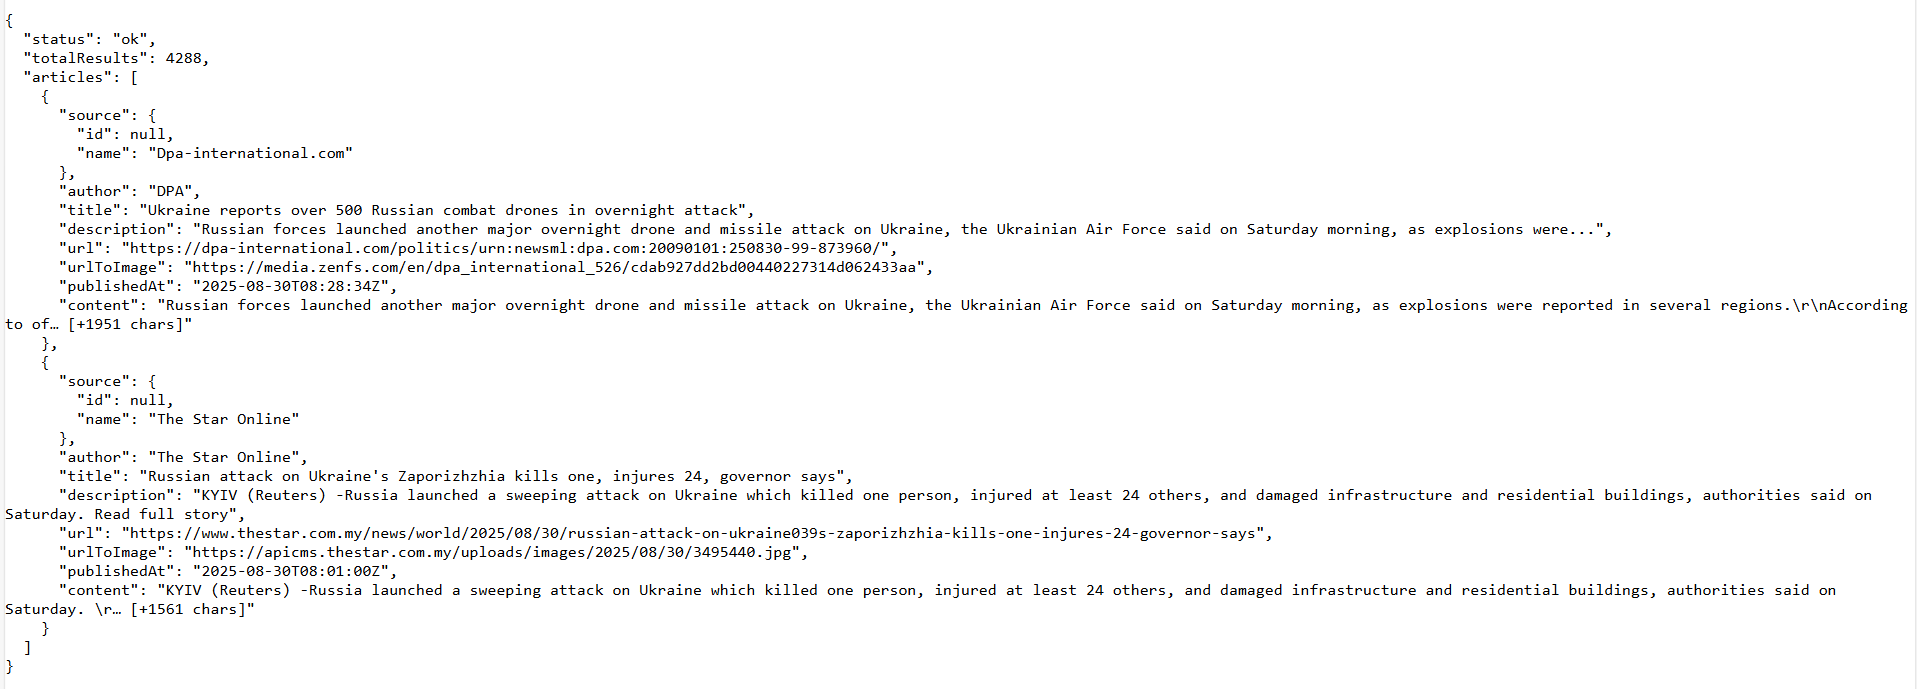 {
  "status": "ok",
  "totalResults": 4288,
  "articles": [
    {
      "source": {
        "id": null,
        "name": "Dpa-international.com"
      },
      "author": "DPA",
      "title": "Ukraine reports over 500 Russian combat drones in overnight attack",
      "description": "Russian forces launched another major overnight drone and missile attack on Ukraine, the Ukrainian Air Force said on Saturday morning, as explosions were...",
      "url": "https://dpa-international.com/politics/urn:newsml:dpa.com:20090101:250830-99-873960/",
      "urlToImage": "https://media.zenfs.com/en/dpa_international_526/cdab927dd2bd00440227314d062433aa",
      "publishedAt": "2025-08-30T08:28:34Z",
      "content": "Russian forces launched another major overnight drone and missile attack on Ukraine, the Ukrainian Air Force said on Saturday morning, as explosions were reported in several regions.\r\nAccording
to of… [+1951 chars]"
    },
    {
      "source": {
        "id": null,
        "name": "The Star Online"
      },
      "author": "The Star Online",
      "title": "Russian attack on Ukraine's Zaporizhzhia kills one, injures 24, governor says",
      "description": "KYIV (Reuters) -Russia launched a sweeping attack on Ukraine which killed one person, injured at least 24 others, and damaged infrastructure and residential buildings, authorities said on
Saturday. Read full story",
      "url": "https://www.thestar.com.my/news/world/2025/08/30/russian-attack-on-ukraine039s-zaporizhzhia-kills-one-injures-24-governor-says",
      "urlToImage": "https://apicms.thestar.com.my/uploads/images/2025/08/30/3495440.jpg",
      "publishedAt": "2025-08-30T08:01:00Z",
      "content": "KYIV (Reuters) -Russia launched a sweeping attack on Ukraine which killed one person, injured at least 24 others, and damaged infrastructure and residential buildings, authorities said on
Saturday. \r… [+1561 chars]"
    }
  ]
}